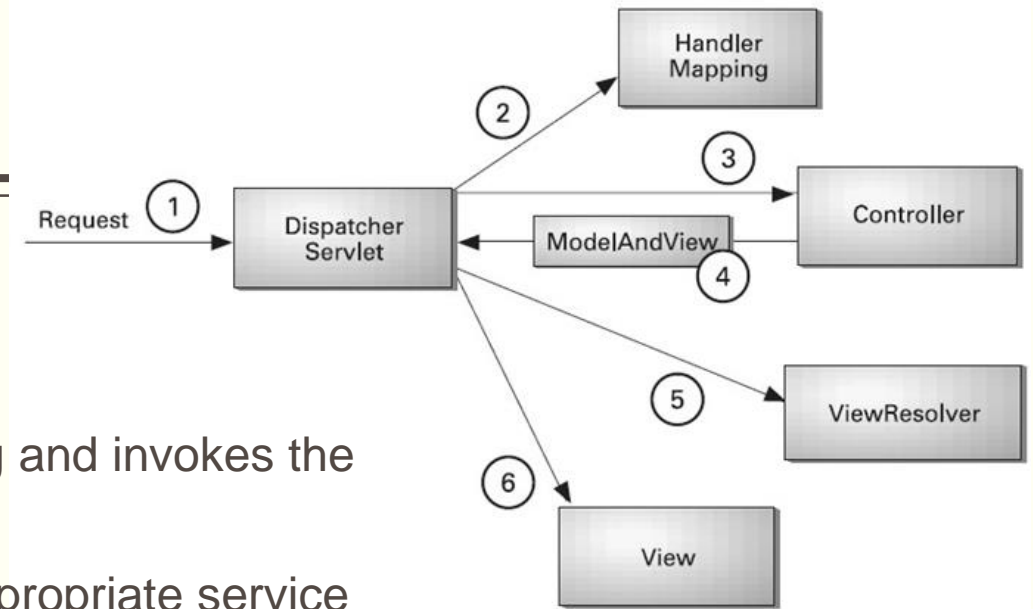 Handler
Mapping
2
3
Request
1
Dispatcher
Servlet
Controller
ModelAndView
4
5
ViewResolver
and invokes the
6
View
propriate service